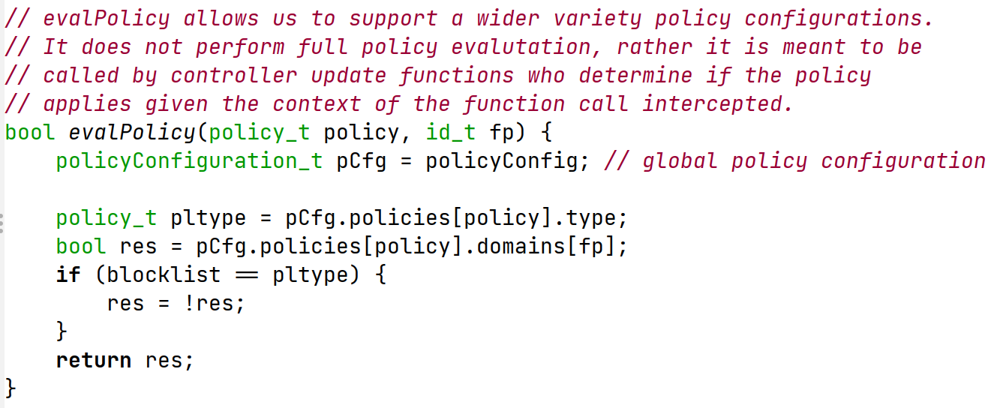 // evalPolicy allows us to support a wider variety policy configurations.
// It does not perform full policy evalutation, rather it is meant to be
// called by controller update functions who determine if the policy
// applies given the context of the function call intercepted.
bool evalPolicy(policy_t policy, id_t fp) {
    policyConfiguration_t pCfg = policyConfig; // global policy configuration

    policy_t pltype = pCfg.policies[policy].type;
    bool res = pCfg.policies[policy].domains[fp];
    if (blocklist == pltype) {
        res = !res;
    }
    return res;
}